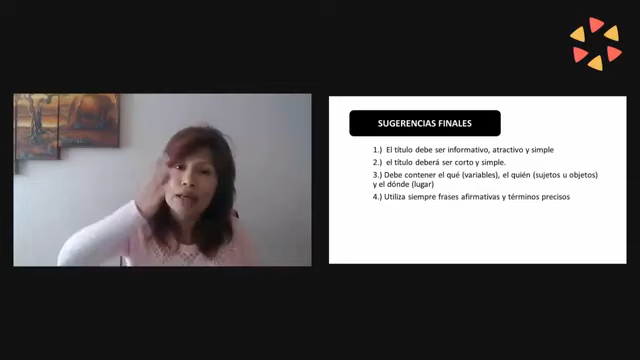 SUGERENCIAS FINALES
1.) El título debe ser informativo, atractivo y simple
2.) el título deberá ser corto y simple.
3.) Debe contener el qué (variables), el quién (sujetos u objetos)
y el dónde (lugar)
4.) Utiliza siempre frases afirmativas y términos precisos